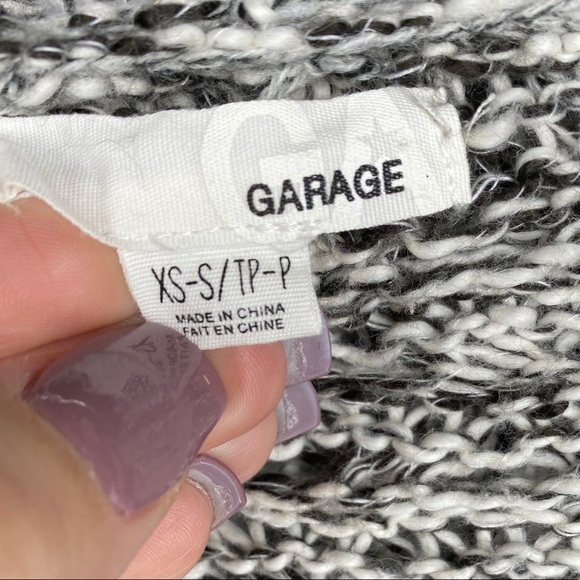 GARAGE
XS-S/TP-P
MADE IN CHINA
FAIT EN CHINE